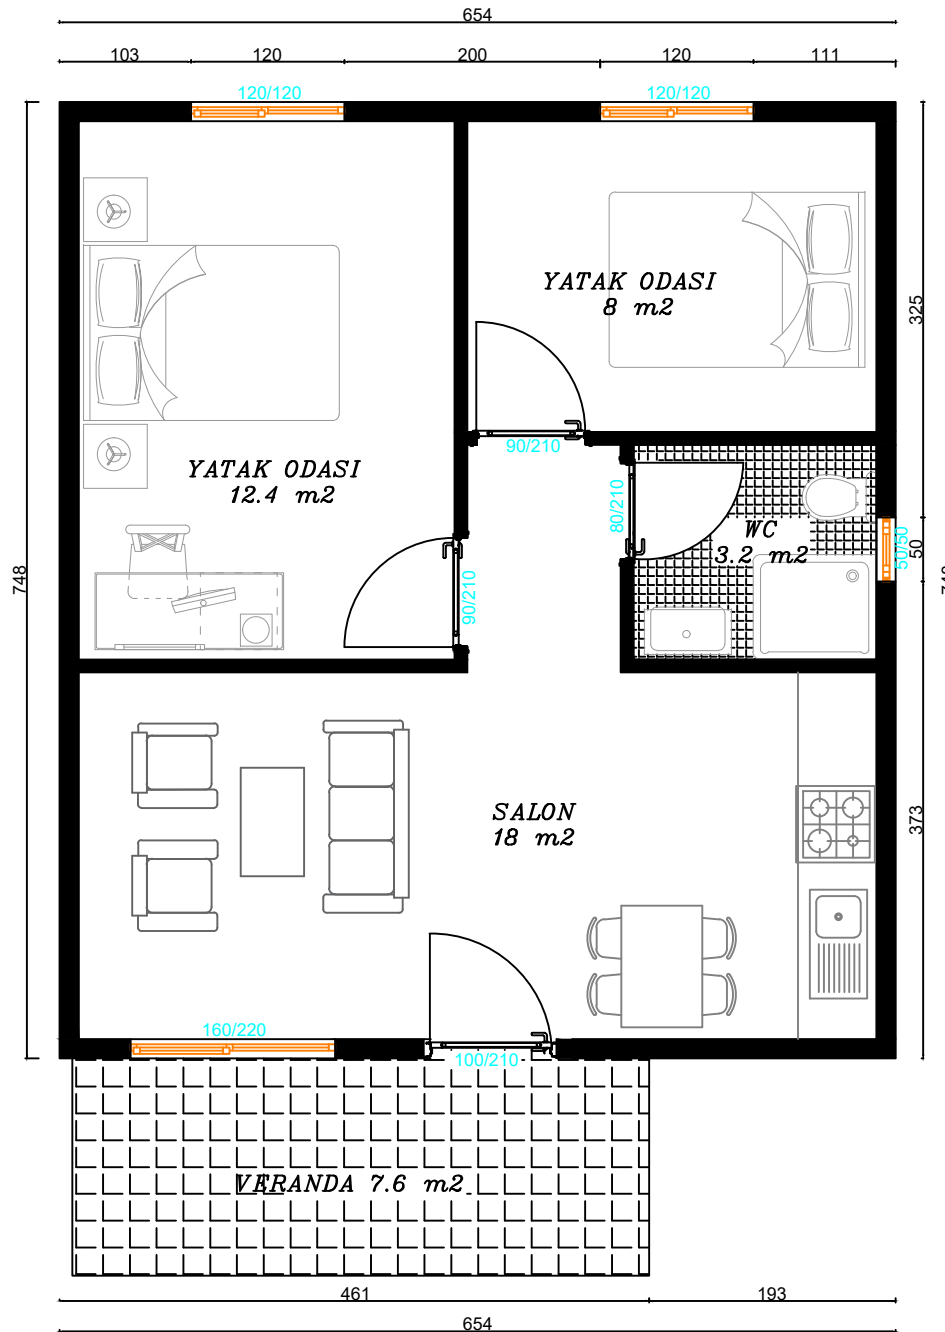 654
103 120 200 120 111
120/120 120/120
YATAK ODASI
8 m2
325
90/210
YATAK ODASI
12.4 m2
80/210
WC
3.2 m2
50/50
50
748
90/210
SALON
18 m2
373
160/220
100/210
VERANDA 7.6 m2
461 193
654